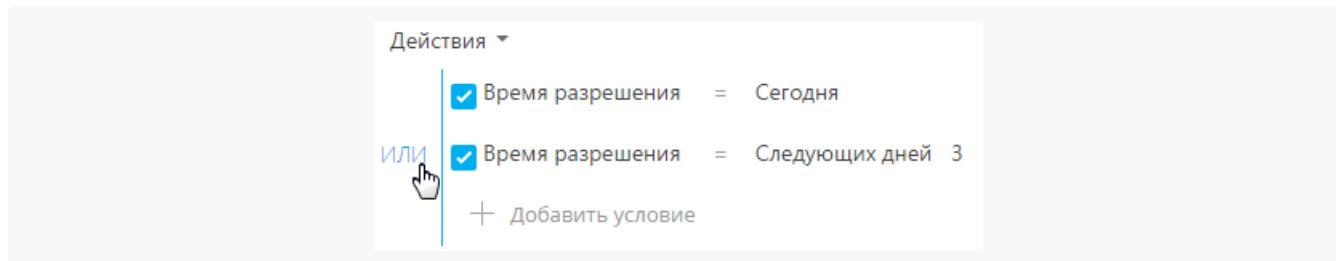 Действия
Время разрешения = Сегодня
ИЛИ Время разрешения = Следующих дней 3
+ Добавить условие